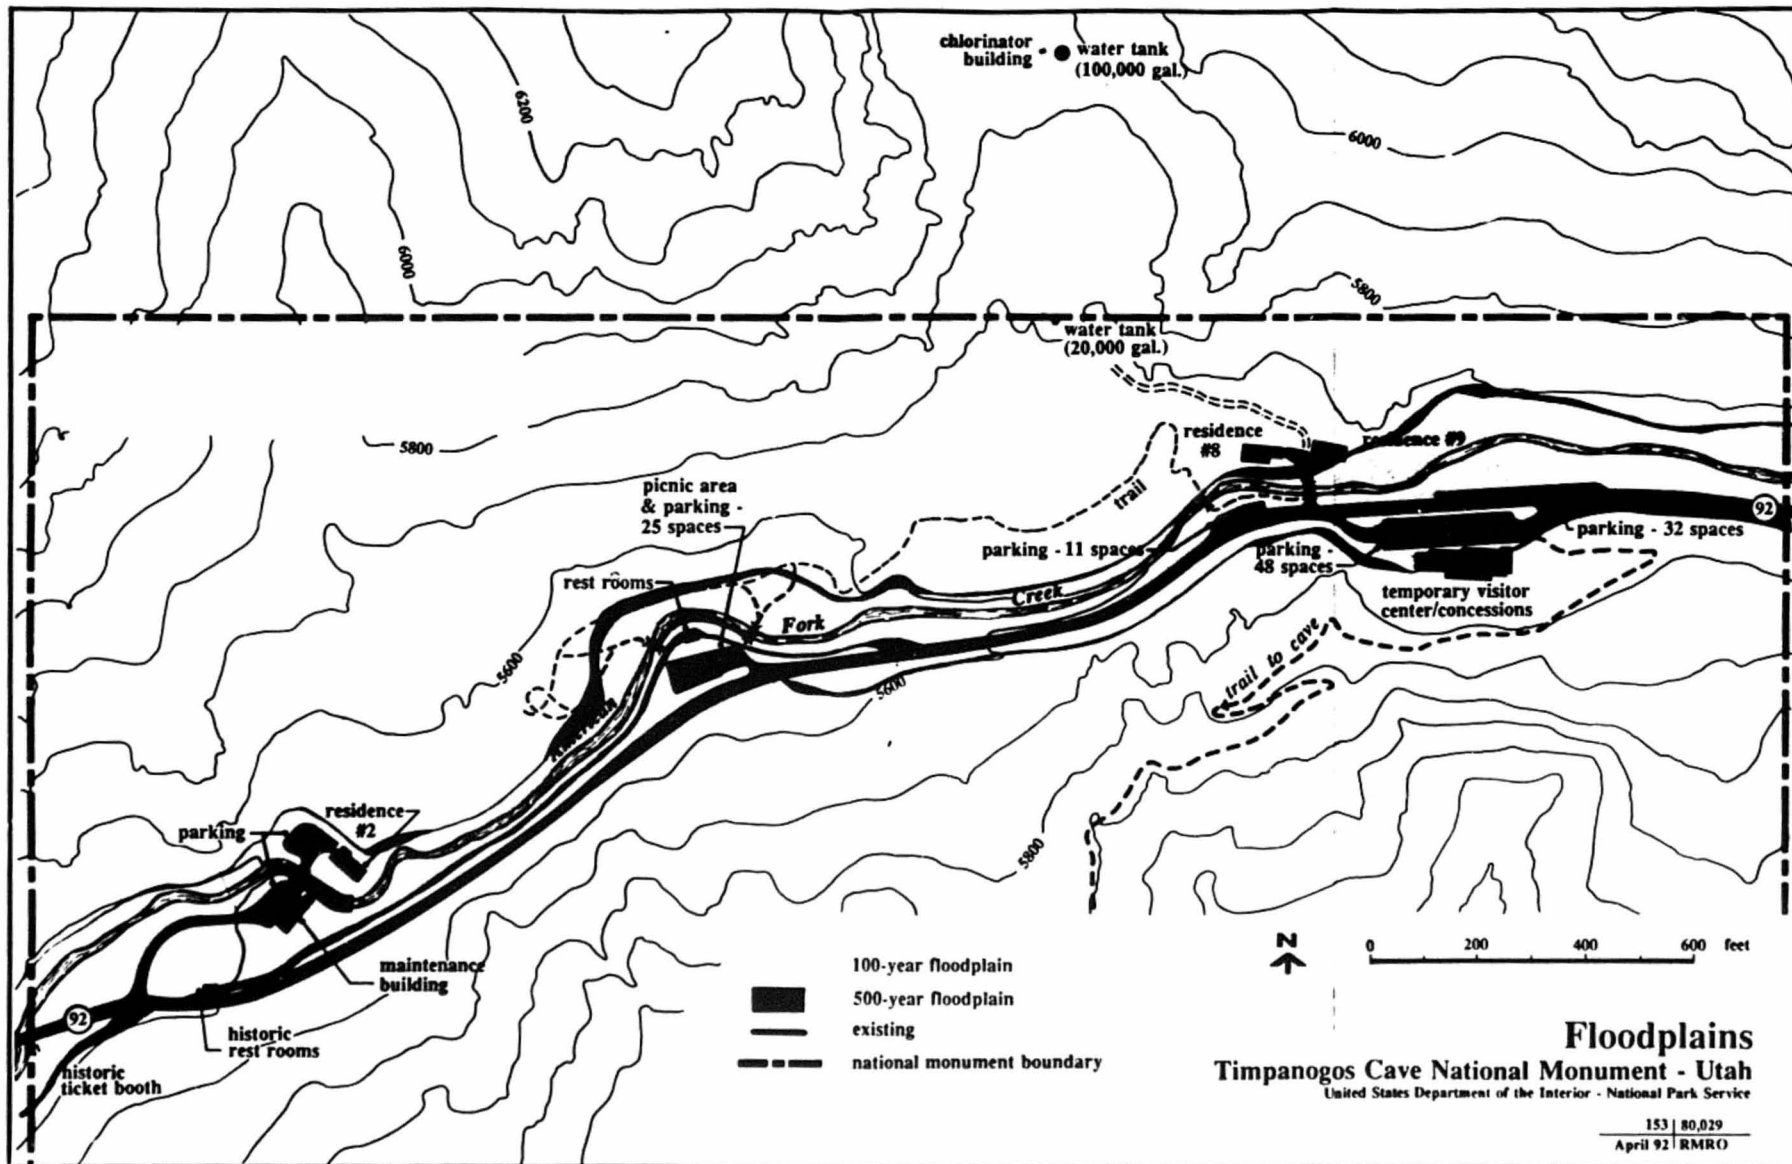 chlorinator
building
water tank
(100,000 gal.)
6200
6000
6000
5800
water tank
(20,000 gal.)
5800
residence
#8
residence #9
picnic area
& parking -
25 spaces
trail
92
parking - 11 spaces
parking -
48 spaces
parking - 32 spaces
rest rooms
Creek
Fork
temporary visitor
center/concessions
trail to cave
5600
5600
American
residence
#2
parking
5800
maintenance
building
92
historic
rest rooms
historic
ticket booth
N
0 200 400 600 feet
100-year floodplain
500-year floodplain
existing
national monument boundary
Floodplains
Timpanogos Cave National Monument - Utah
United States Department of the Interior - National Park Service
153 | 80,029
April 92 | RMRO